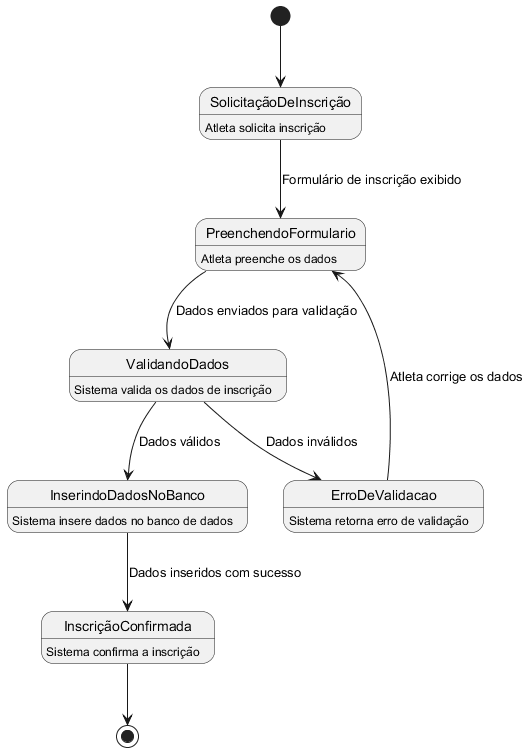 SolicitaçãoDeInscrição
Atleta solicita inscrição
Formulário de inscrição exibido
PreenchendoFormulario
Atleta preenche os dados
Dados enviados para validação
ValidandoDados
Sistema valida os dados de inscrição
Atleta corrige os dados
Dados válidos
Dados inválidos
InserindoDadosNoBanco
Sistema insere dados no banco de dados
ErroDeValidacao
Sistema retorna erro de validação
Dados inseridos com sucesso
InscriçãoConfirmada
Sistema confirma a inscrição